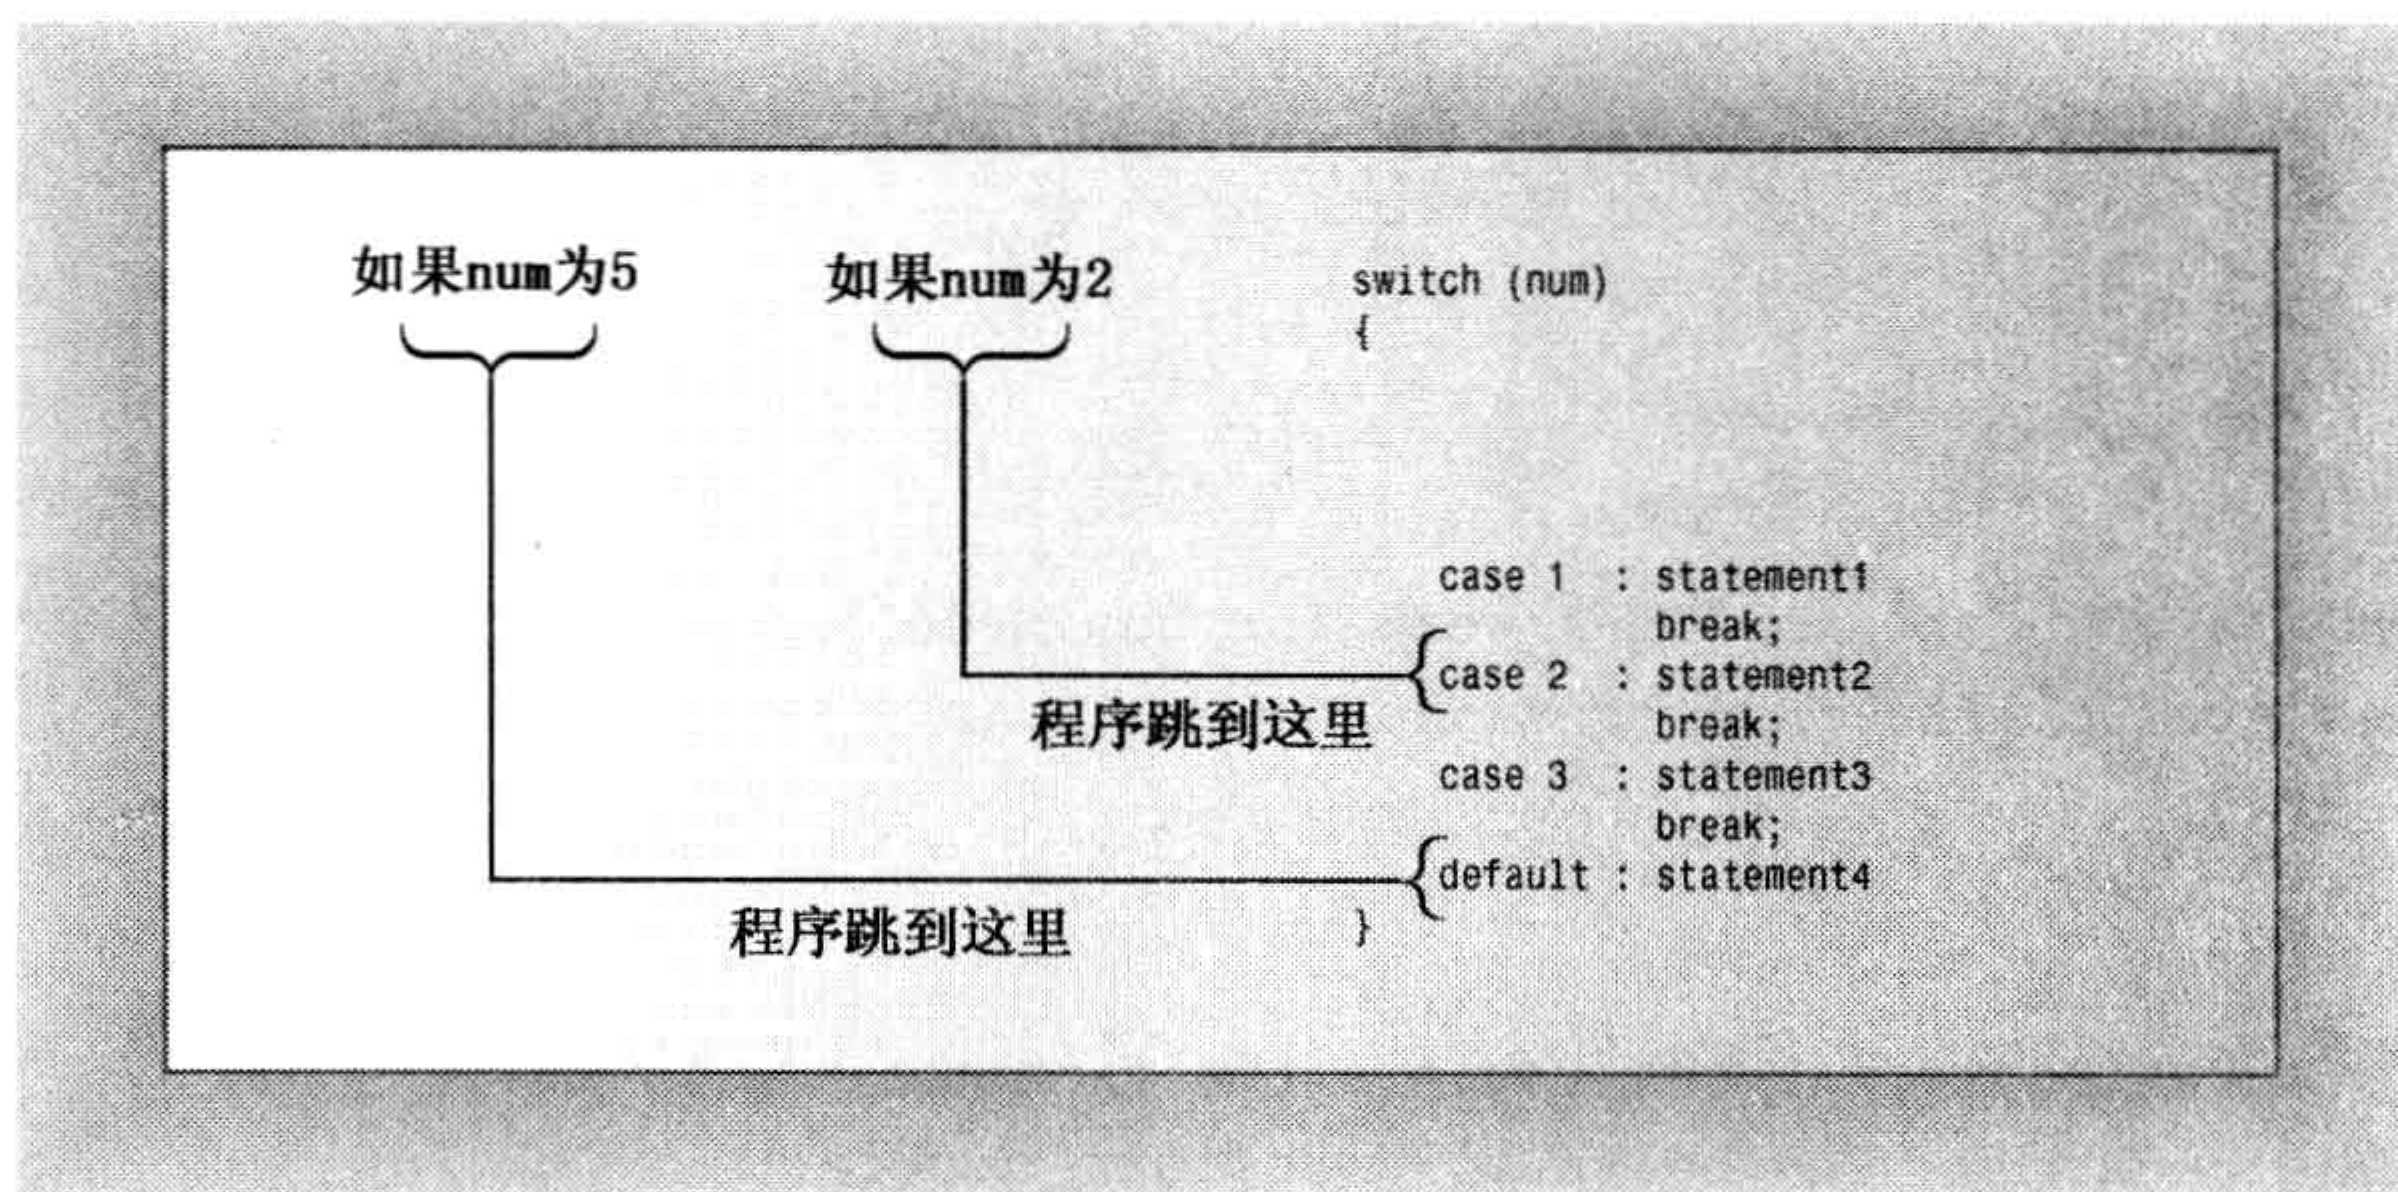 如果num为5
如果num为2
switch (num)
{
case 1 : statement1
break;
case 2 : statement2
break;
程序跳到这里
case 3 : statement3
break;
default : statement4
程序跳到这里
}